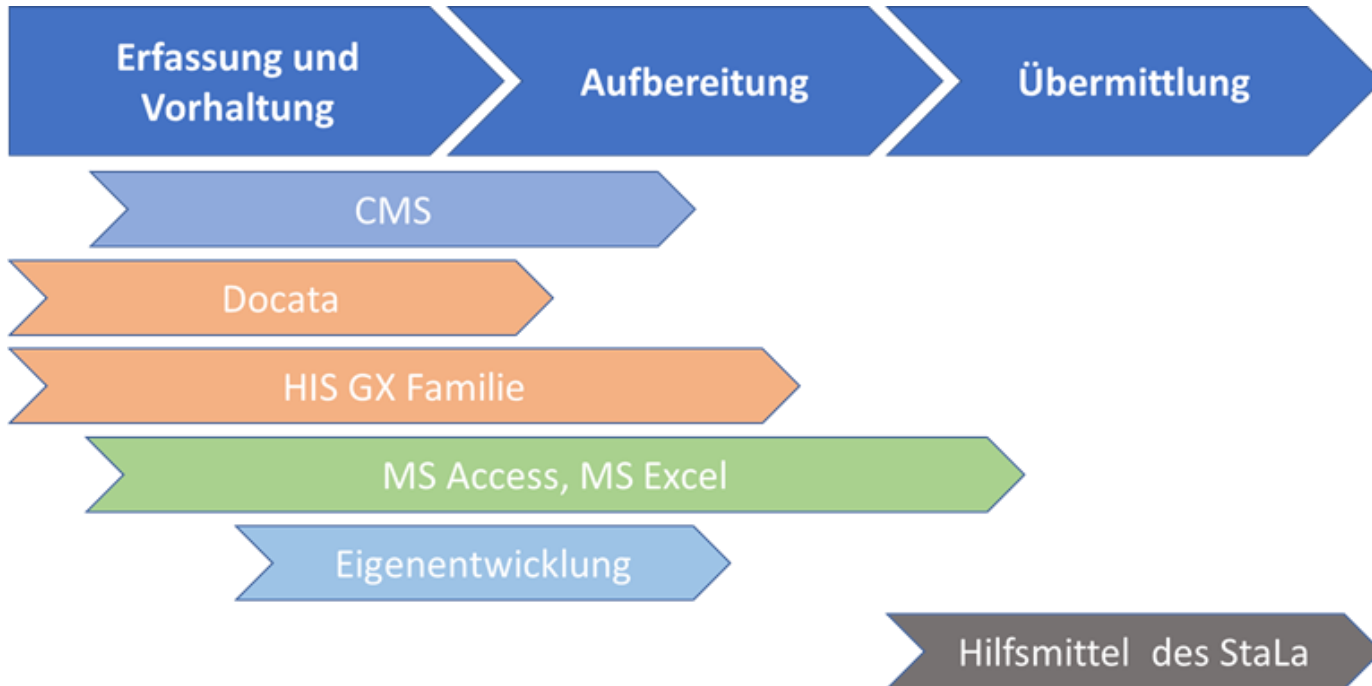 Erfassung und
Vorhaltung
Aufbereitung
Übermittlung
CMS
Docata
HIS GX Familie
MS Access, MS Excel
Eigenentwicklung
Hilfsmittel des StaLa